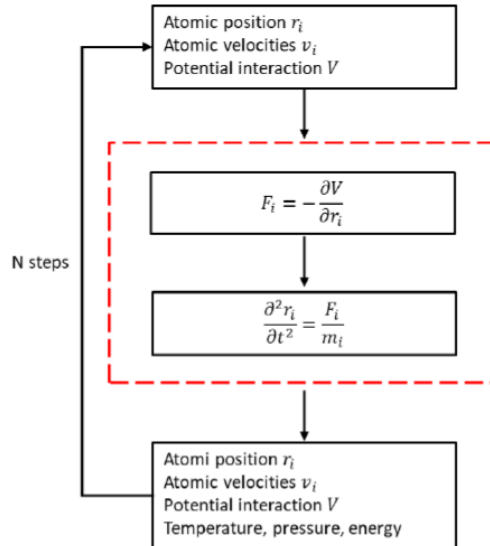 Atomic position r_i
Atomic velocities v_i
Potential interaction V
F_i = −∂V/∂r_i
N steps
∂²r_i/∂t² = F_i/m_i
Atomi position r_i
Atomic velocities v_i
Potential interaction V
Temperature, pressure, energy